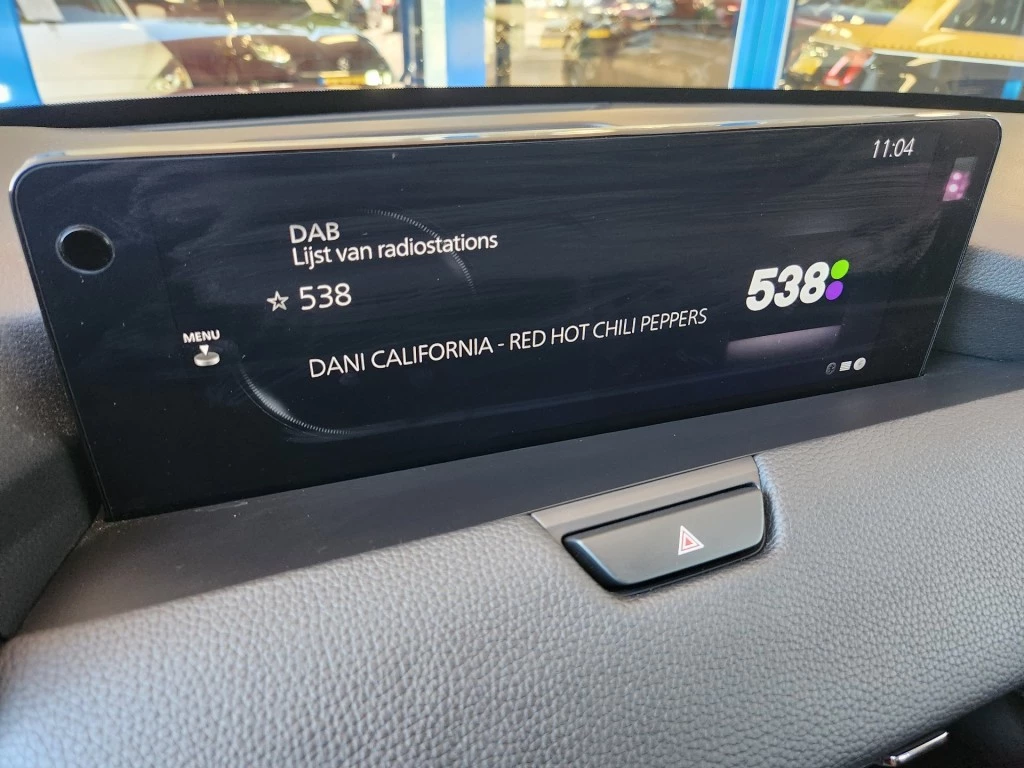 11:04
DAB
Lijst van radiostations
538
538
MENU
DANI CALIFORNIA - RED HOT CHILI PEPPERS